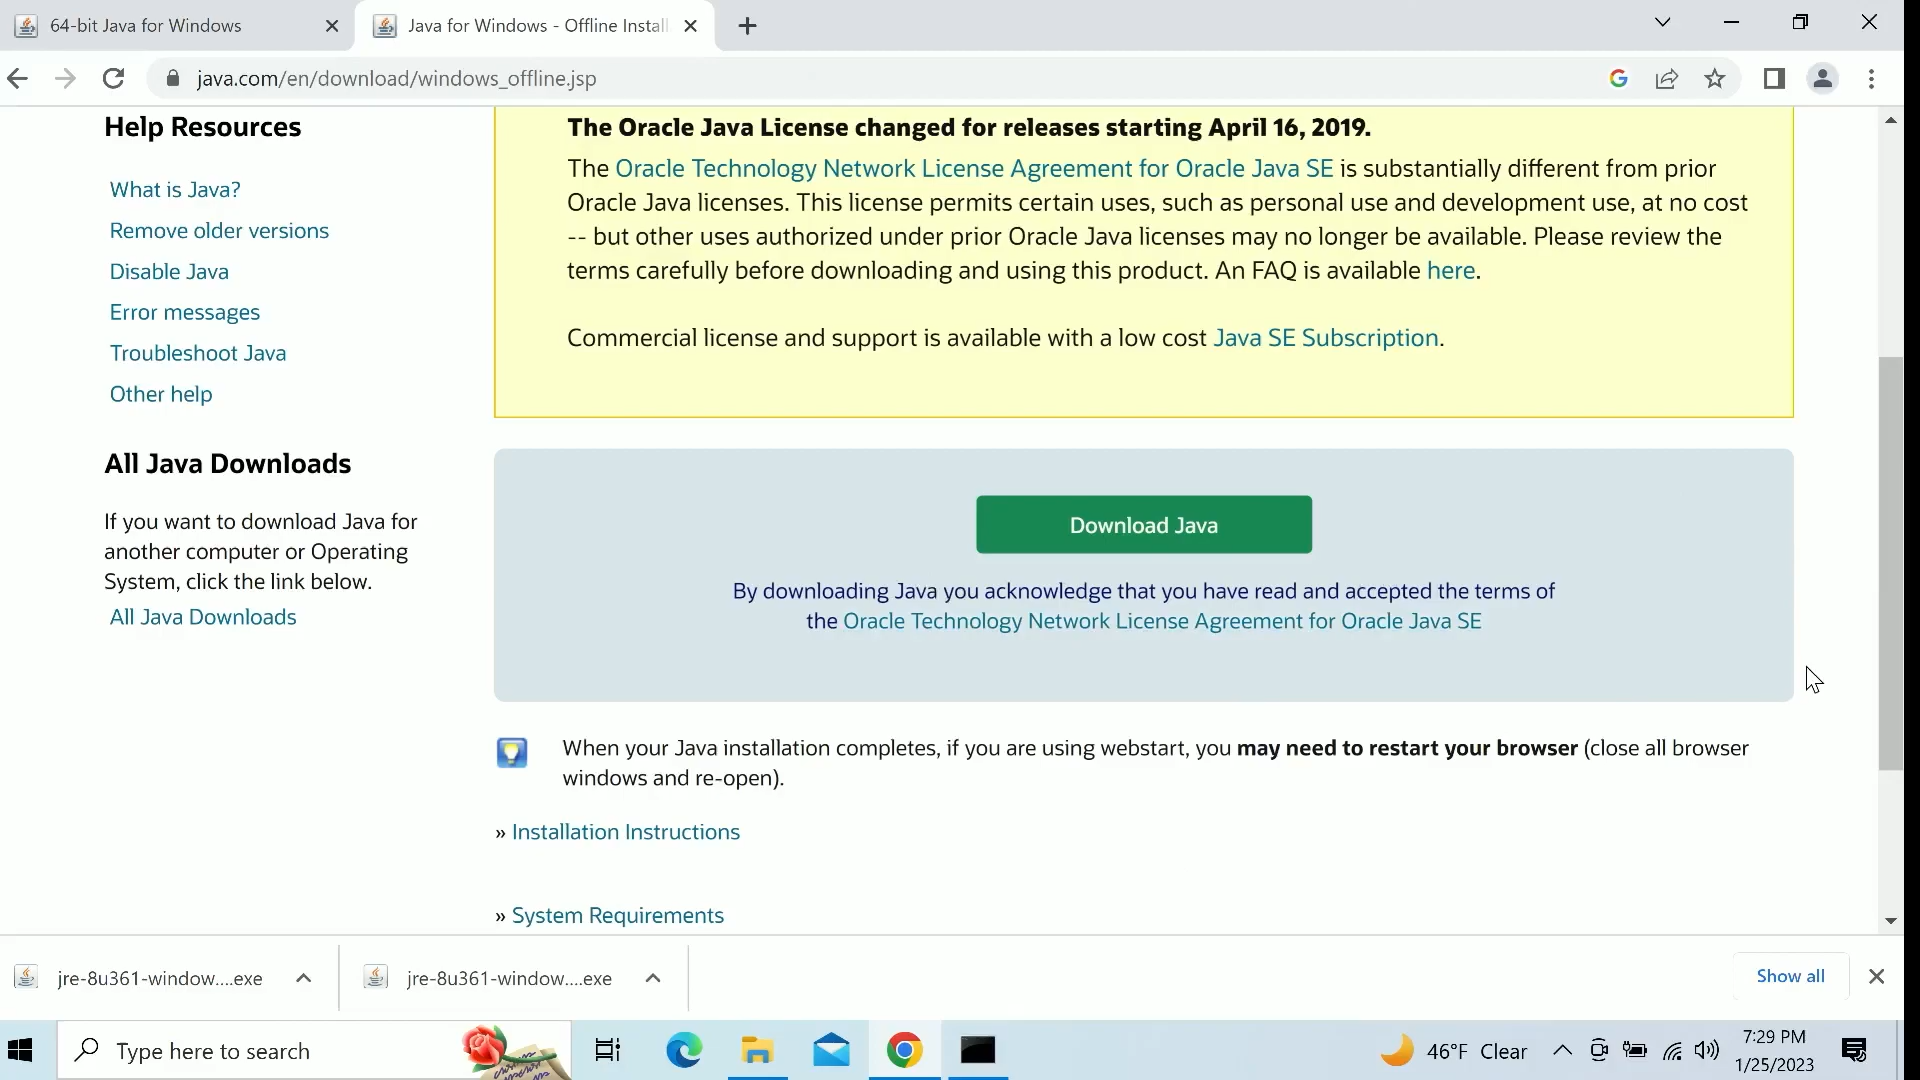 64-bit Java for Windows
Java for Windows - Offline Install
java.com/en/download/windows_offline.jsp
Help Resources
What is Java?
Remove older versions
Disable Java
Error messages
Troubleshoot Java
Other help
All Java Downloads
If you want to download Java for
another computer or Operating
System, click the link below.
All Java Downloads
The Oracle Java License changed for releases starting April 16, 2019.
The Oracle Technology Network License Agreement for Oracle Java SE is substantially different from prior
Oracle Java licenses. This license permits certain uses, such as personal use and development use, at no cost
-- but other uses authorized under prior Oracle Java licenses may no longer be available. Please review the
terms carefully before downloading and using this product. An FAQ is available here.
Commercial license and support is available with a low cost Java SE Subscription.
Download Java
By downloading Java you acknowledge that you have read and accepted the terms of
the Oracle Technology Network License Agreement for Oracle Java SE
When your Java installation completes, if you are using webstart, you may need to restart your browser (close all browser
windows and re-open).
» Installation Instructions
» System Requirements
jre-8u361-window....exe
jre-8u361-window....exe
Show all
Type here to search
46°F Clear
7:29 PM
1/25/2023